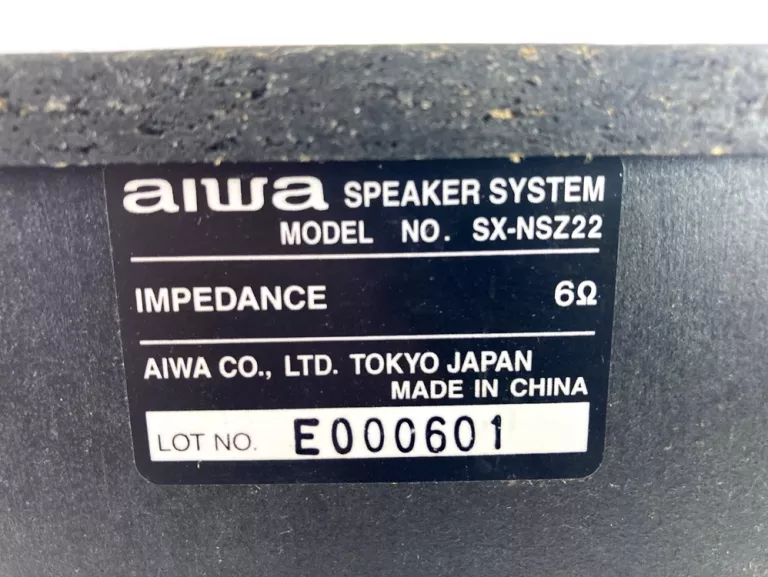 aiwa SPEAKER SYSTEM
MODEL NO. SX-NSZ22
IMPEDANCE 6Ω
AIWA CO., LTD. TOKYO JAPAN
MADE IN CHINA
LOT NO. E000601